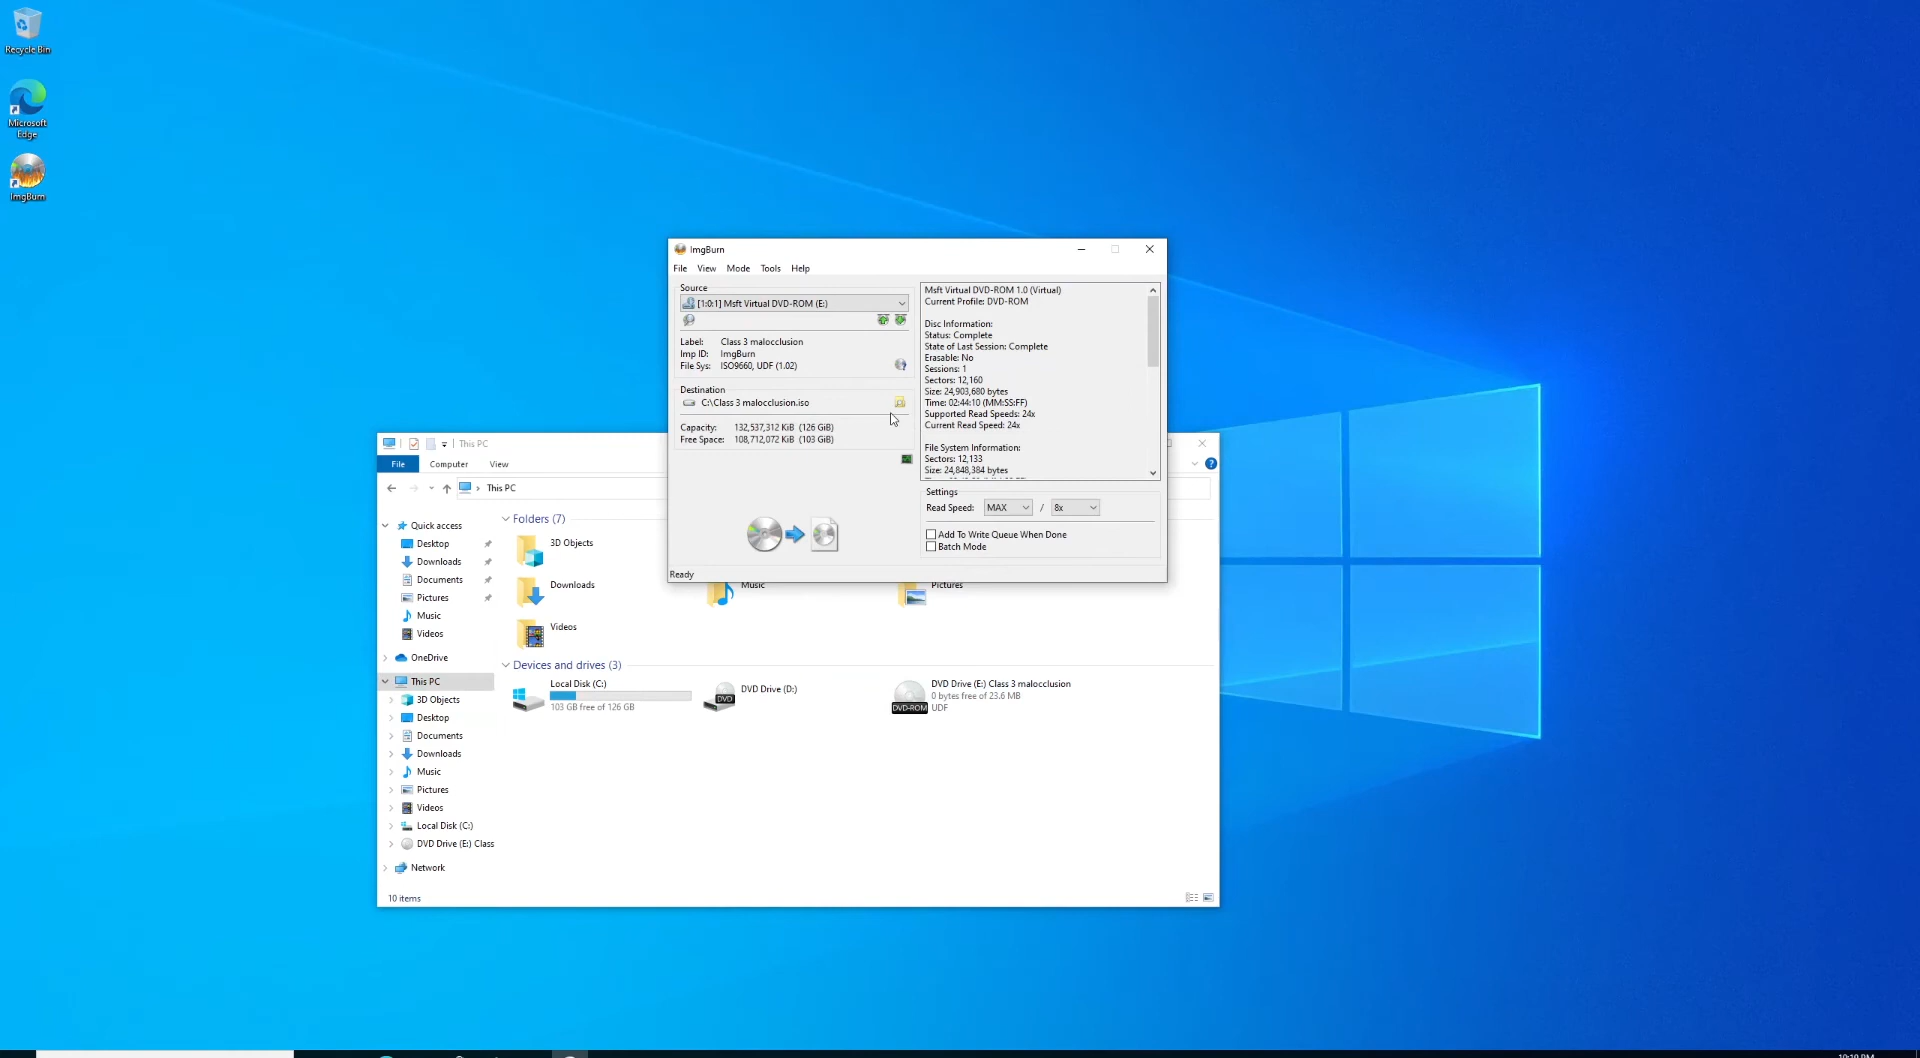 Recycle Bin
Microsoft
Edge
ImgBurn
ImgBurn
File View Mode Tools Help
Source
[1:0:1] Msft Virtual DVD-ROM (E:)
Label: Class 3 malocclusion
Imp ID: ImgBurn
File Sys: ISO9660, UDF (1.02)
Destination
C:\Class 3 malocclusion.iso
Capacity: 132,537,312 KiB (126 GiB)
Free Space: 108,712,072 KiB (103 GiB)
Msft Virtual DVD-ROM 1.0 (Virtual)
Current Profile: DVD-ROM
Disc Information:
Status: Complete
State of Last Session: Complete
Erasable: No
Sessions: 1
Sectors: 12,160
Size: 24,903,680 bytes
Time: 02:44:10 (MM:SS:FF)
Supported Read Speeds: 24x
Current Read Speed: 24x
File System Information:
Sectors: 12,133
Size: 24,848,384 bytes
Settings
Read Speed: MAX / 8x
Add To Write Queue When Done
Batch Mode
Ready
This PC
File Computer View
This PC
Quick access
Desktop
Downloads
Documents
Pictures
Music
Videos
OneDrive
This PC
3D Objects
Desktop
Documents
Downloads
Music
Pictures
Videos
Local Disk (C:)
DVD Drive (E:) Class
Network
Folders (7)
3D Objects
Downloads
Music
Pictures
Videos
Devices and drives (3)
Local Disk (C:)
103 GB free of 126 GB
DVD Drive (D:)
DVD
DVD Drive (E:) Class 3 malocclusion
0 bytes free of 23.6 MB
UDF
DVD-ROM
10 items